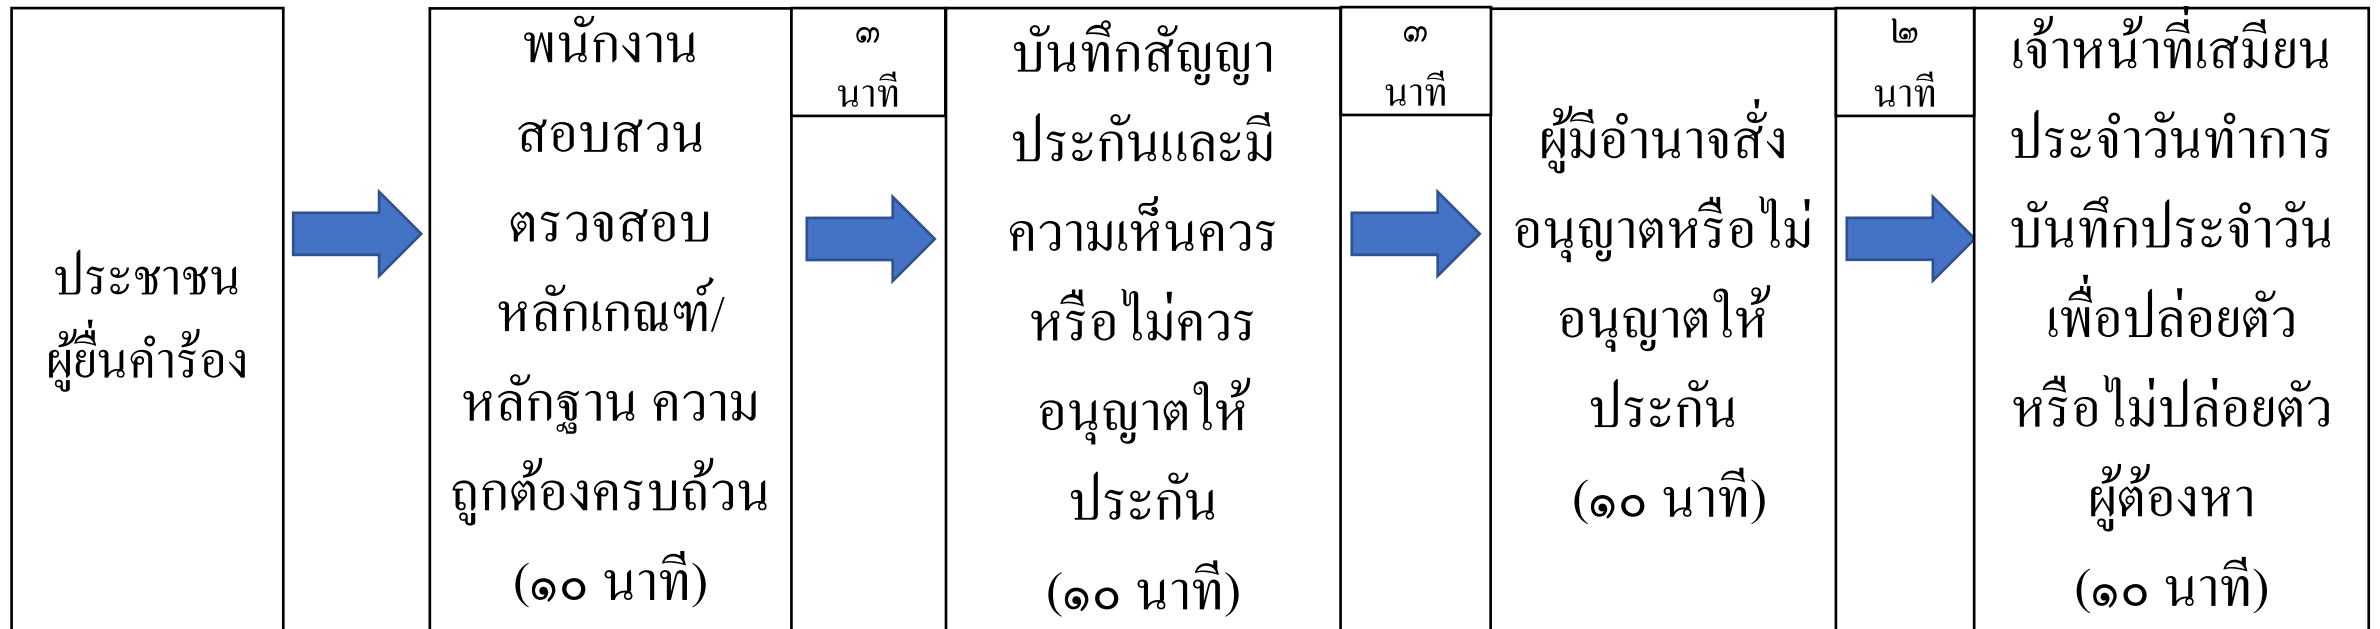 ประชาชน
ผู้ยื่นคำร้อง
พนักงาน
สอบสวน
ตรวจสอบ
หลักเกณฑ์/
หลักฐาน ความ
ถูกต้องครบถ้วน
(๑๐ นาที)
๓
นาที
บันทึกสัญญา
ประกันและมี
ความเห็นควร
หรือไม่ควร
อนุญาตให้
ประกัน
(๑๐ นาที)
๓
นาที
ผู้มีอำนาจสั่ง
อนุญาตหรือไม่
อนุญาตให้
ประกัน
(๑๐ นาที)
๒
นาที
เจ้าหน้าที่เสมียน
ประจำวันทำการ
บันทึกประจำวัน
เพื่อปล่อยตัว
หรือไม่ปล่อยตัว
ผู้ต้องหา
(๑๐ นาที)